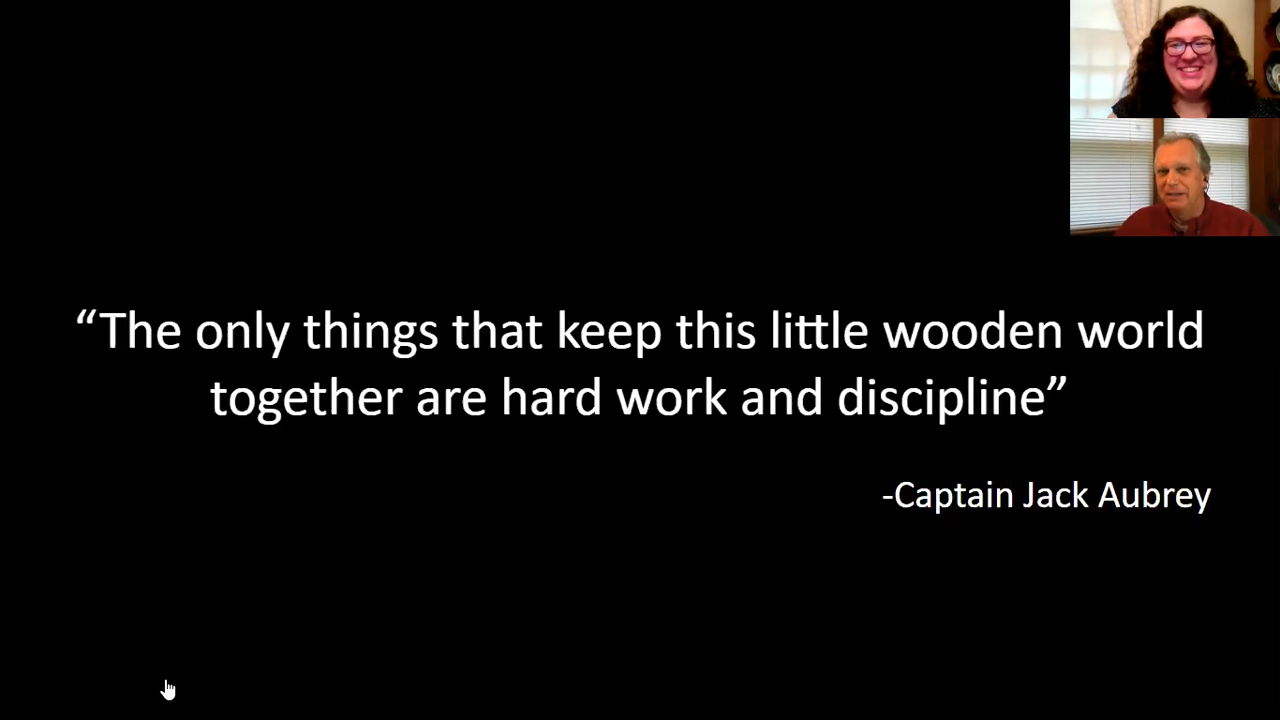 “The only things that keep this little wooden world
together are hard work and discipline”
-Captain Jack Aubrey